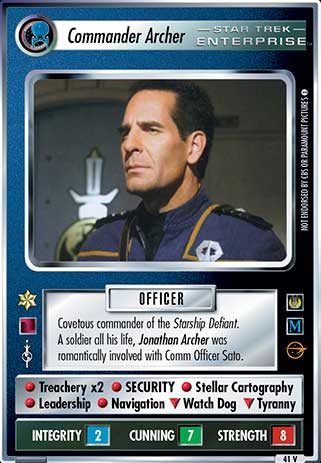 Commander Archer
STAR TREK
ENTERPRISE™
NOT ENDORSED BY CBS OR PARAMOUNT PICTURES
OFFICER
Covetous commander of the Starship Defiant.
A soldier all his life, Jonathan Archer was
romantically involved with Comm Officer Sato.
M
Treachery x2 SECURITY Stellar Cartography
Leadership Navigation Watch Dog Tyranny
INTEGRITY 2 CUNNING 7 STRENGTH 8
41 V